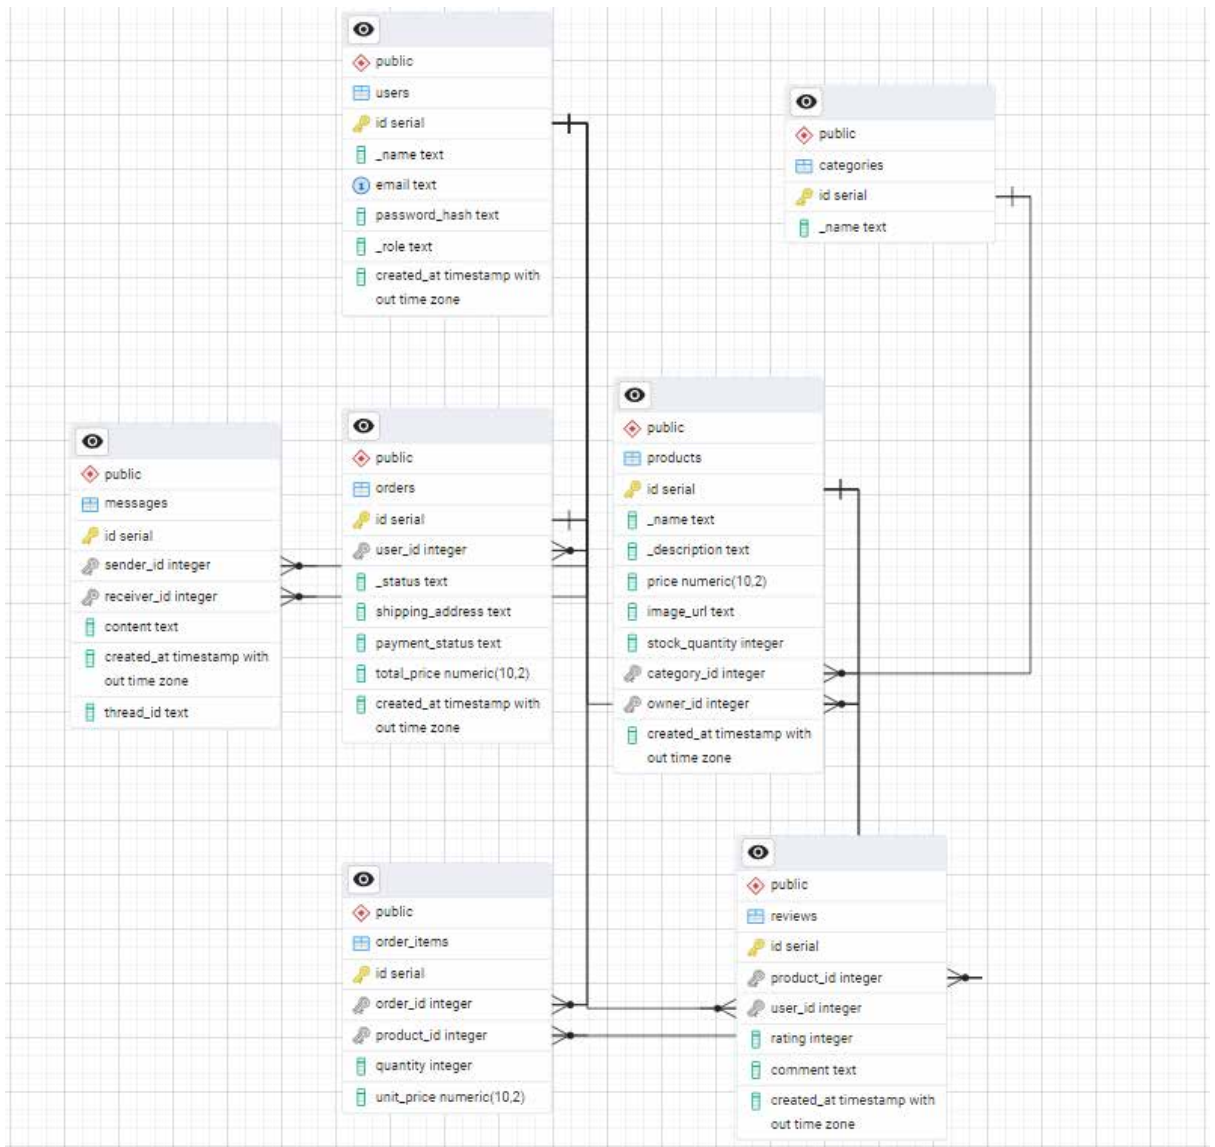 public
users
id serial
_name text
email text
password_hash text
_role text
created_at timestamp with
out time zone
public
categories
id serial
_name text
public
messages
id serial
sender_id integer
receiver_id integer
content text
created_at timestamp with
out time zone
thread_id text
public
orders
id serial
user_id integer
_status text
shipping_address text
payment_status text
total_price numeric(10,2)
created_at timestamp with
out time zone
public
products
id serial
_name text
_description text
price numeric(10,2)
image_url text
stock_quantity integer
category_id integer
owner_id integer
created_at timestamp with
out time zone
public
order_items
id serial
order_id integer
product_id integer
quantity integer
unit_price numeric(10,2)
public
reviews
id serial
product_id integer
user_id integer
rating integer
comment text
created_at timestamp with
out time zone